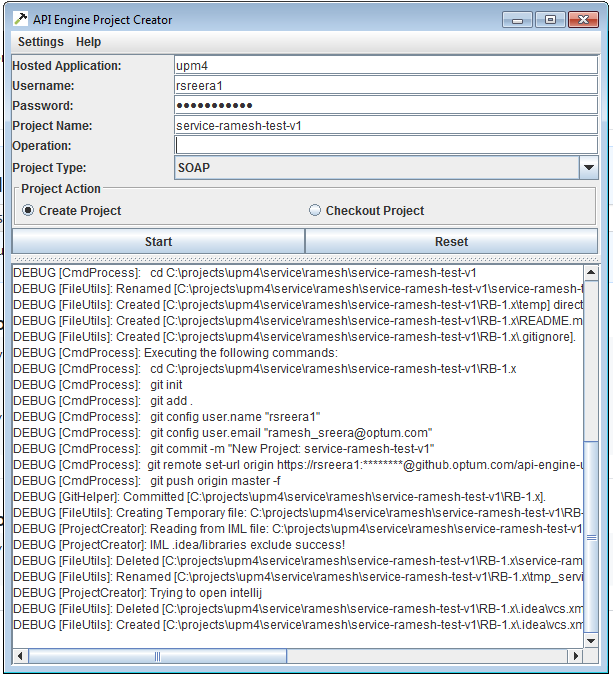 API Engine Project Creator
Settings Help
Hosted Application: upm4
Username: rsreera1
Password: ●●●●●●●●●●●
Project Name: service-ramesh-test-v1
Operation:
Project Type: SOAP
Project Action
Create Project Checkout Project
Start Reset
DEBUG [CmdProcess]: cd C:\projects\upm4\service\ramesh\service-ramesh-test-v1
DEBUG [FileUtils]: Renamed [C:\projects\upm4\service\ramesh\service-ramesh-test-v1\service-ramesh-t
DEBUG [FileUtils]: Created [C:\projects\upm4\service\ramesh\service-ramesh-test-v1\RB-1.x\temp] direct
DEBUG [FileUtils]: Created [C:\projects\upm4\service\ramesh\service-ramesh-test-v1\RB-1.x\README.m
DEBUG [FileUtils]: Created [C:\projects\upm4\service\ramesh\service-ramesh-test-v1\RB-1.x\.gitignore].
DEBUG [CmdProcess]: Executing the following commands:
DEBUG [CmdProcess]: cd C:\projects\upm4\service\ramesh\service-ramesh-test-v1\RB-1.x
DEBUG [CmdProcess]: git init
DEBUG [CmdProcess]: git add .
DEBUG [CmdProcess]: git config user.name "rsreera1"
DEBUG [CmdProcess]: git config user.email "ramesh_sreera@optum.com"
DEBUG [CmdProcess]: git commit -m "New Project: service-ramesh-test-v1"
DEBUG [CmdProcess]: git remote set-url origin https://rsreera1:********@github.optum.com/api-engine-u
DEBUG [CmdProcess]: git push origin master -f
DEBUG [GitHelper]: Committed [C:\projects\upm4\service\ramesh\service-ramesh-test-v1\RB-1.x].
DEBUG [FileUtils]: Creating Temporary file: C:\projects\upm4\service\ramesh\service-ramesh-test-v1\RB-
DEBUG [ProjectCreator]: Reading from IML file: C:\projects\upm4\service\ramesh\service-ramesh-test-v1
DEBUG [ProjectCreator]: IML .idea/libraries exclude success!
DEBUG [FileUtils]: Deleted [C:\projects\upm4\service\ramesh\service-ramesh-test-v1\RB-1.x\service-ram
DEBUG [FileUtils]: Renamed [C:\projects\upm4\service\ramesh\service-ramesh-test-v1\RB-1.x\tmp_servi
DEBUG [ProjectCreator]: Trying to open intellij
DEBUG [FileUtils]: Deleted [C:\projects\upm4\service\ramesh\service-ramesh-test-v1\RB-1.x\.idea\vcs.xm
DEBUG [FileUtils]: Created [C:\projects\upm4\service\ramesh\service-ramesh-test-v1\RB-1.x\.idea\vcs.xm